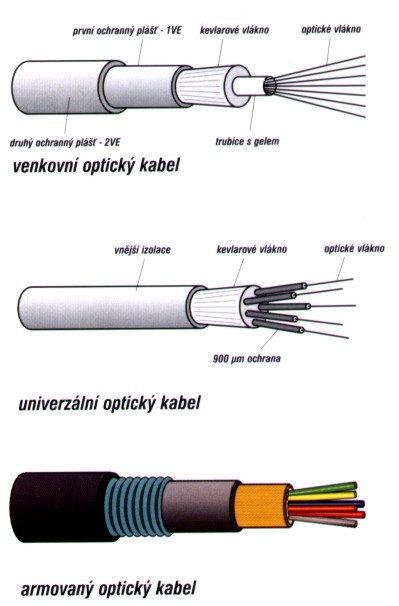 první ochranný plášť - 1VE
kevlarové vlákno
optické vlákno
druhý ochranný plášť - 2VE
trubice s gelem
venkovní optický kabel
vnější izolace
kevlarové vlákno
optické vlákno
900 µm ochrana
univerzální optický kabel
armovaný optický kabel